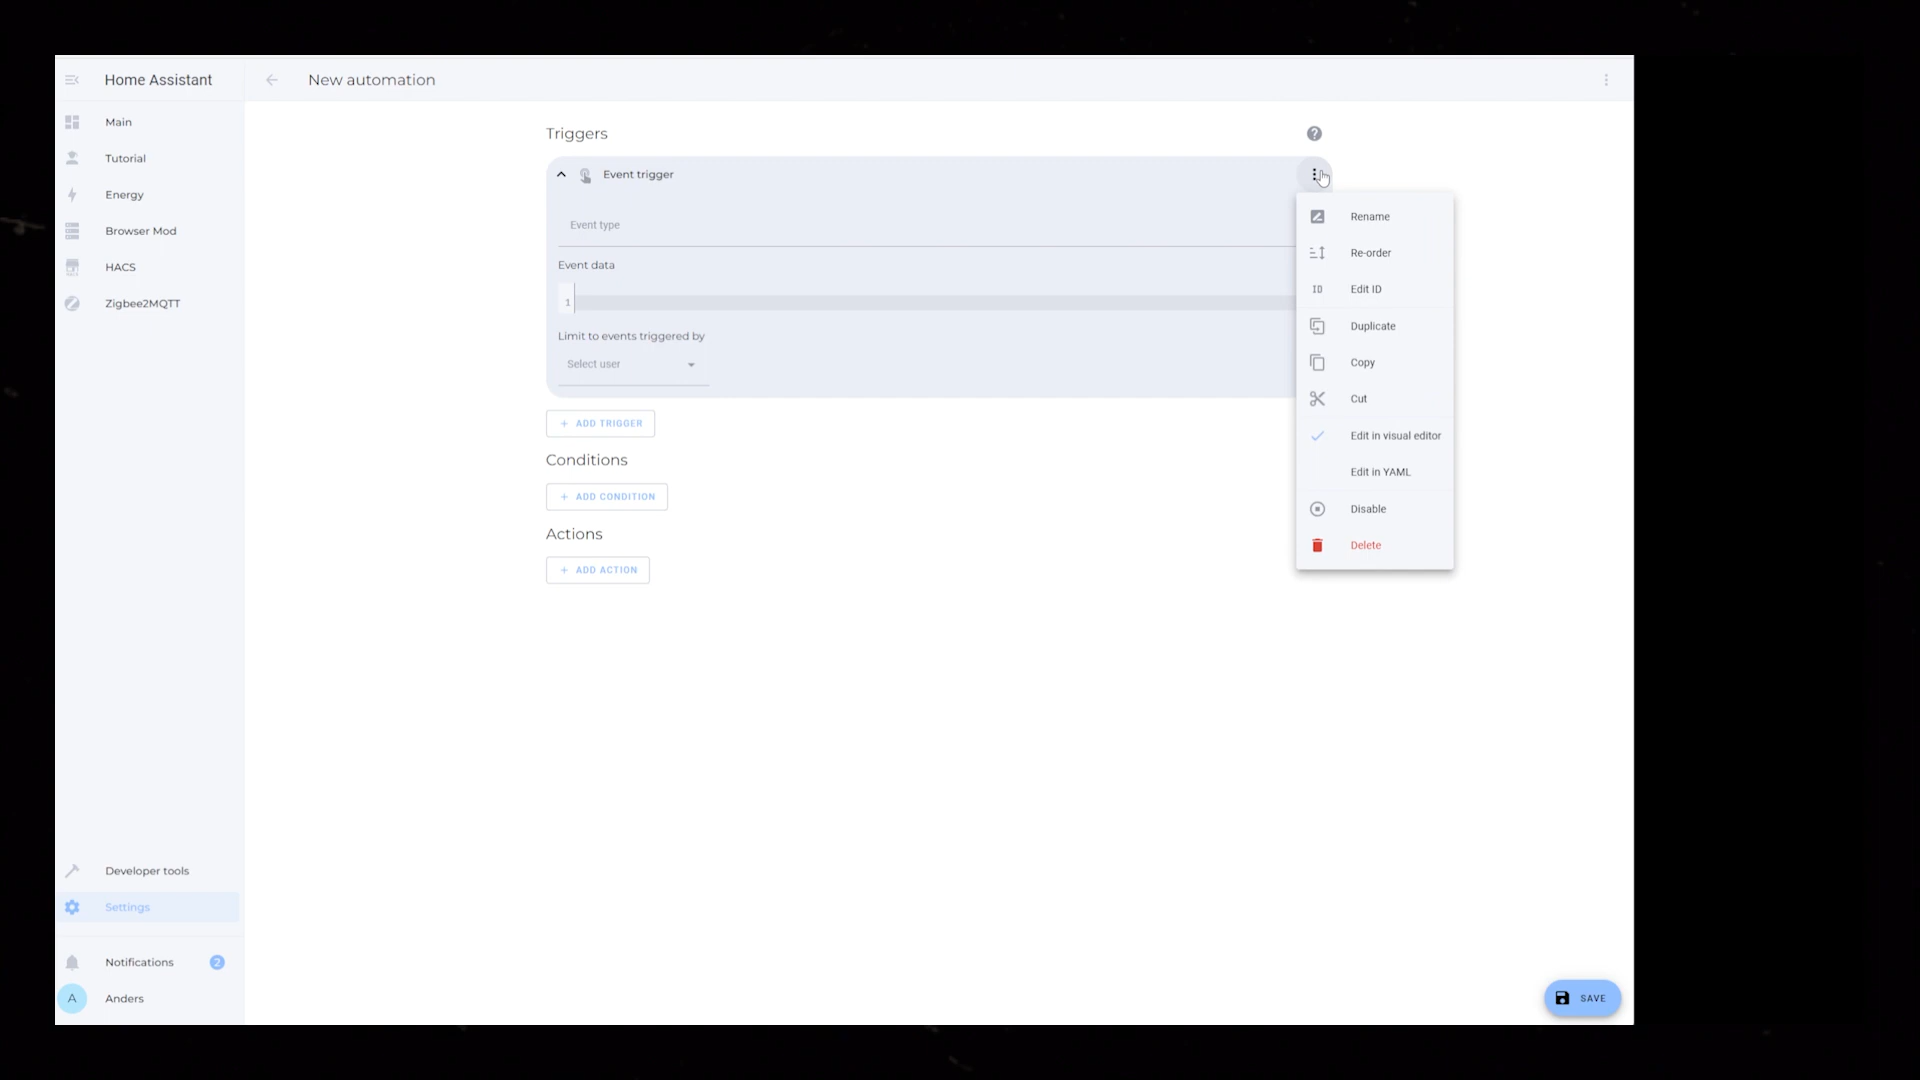 Home Assistant
New automation
Main
Tutorial
Energy
Browser Mod
HACS
Zigbee2MQTT
Developer tools
Settings
Notifications
2
A
Anders
Triggers
?
Event trigger
Event type
Event data
1
Limit to events triggered by
Select user
+ ADD TRIGGER
Conditions
+ ADD CONDITION
Actions
+ ADD ACTION
Rename
Re-order
ID Edit ID
Duplicate
Copy
Cut
Edit in visual editor
Edit in YAML
Disable
Delete
SAVE